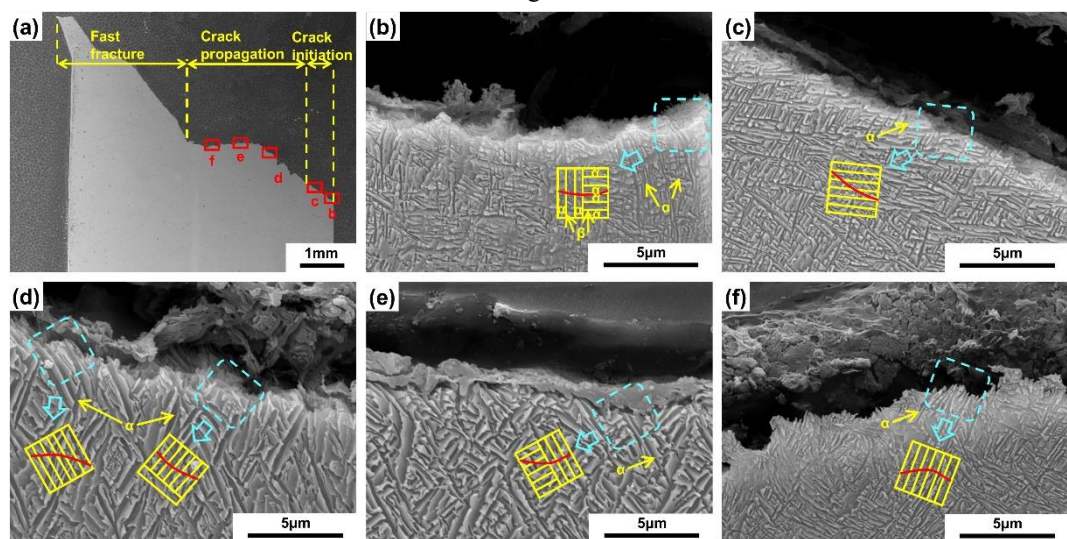 (a)
Fast fracture
Crack propagation
Crack initiation
f
e
d
c
b
1mm
(b)
α
α
α
α
α
α
α
β
5μm
(c)
α
5μm
(d)
α
5μm
(e)
α
5μm
(f)
α
5μm